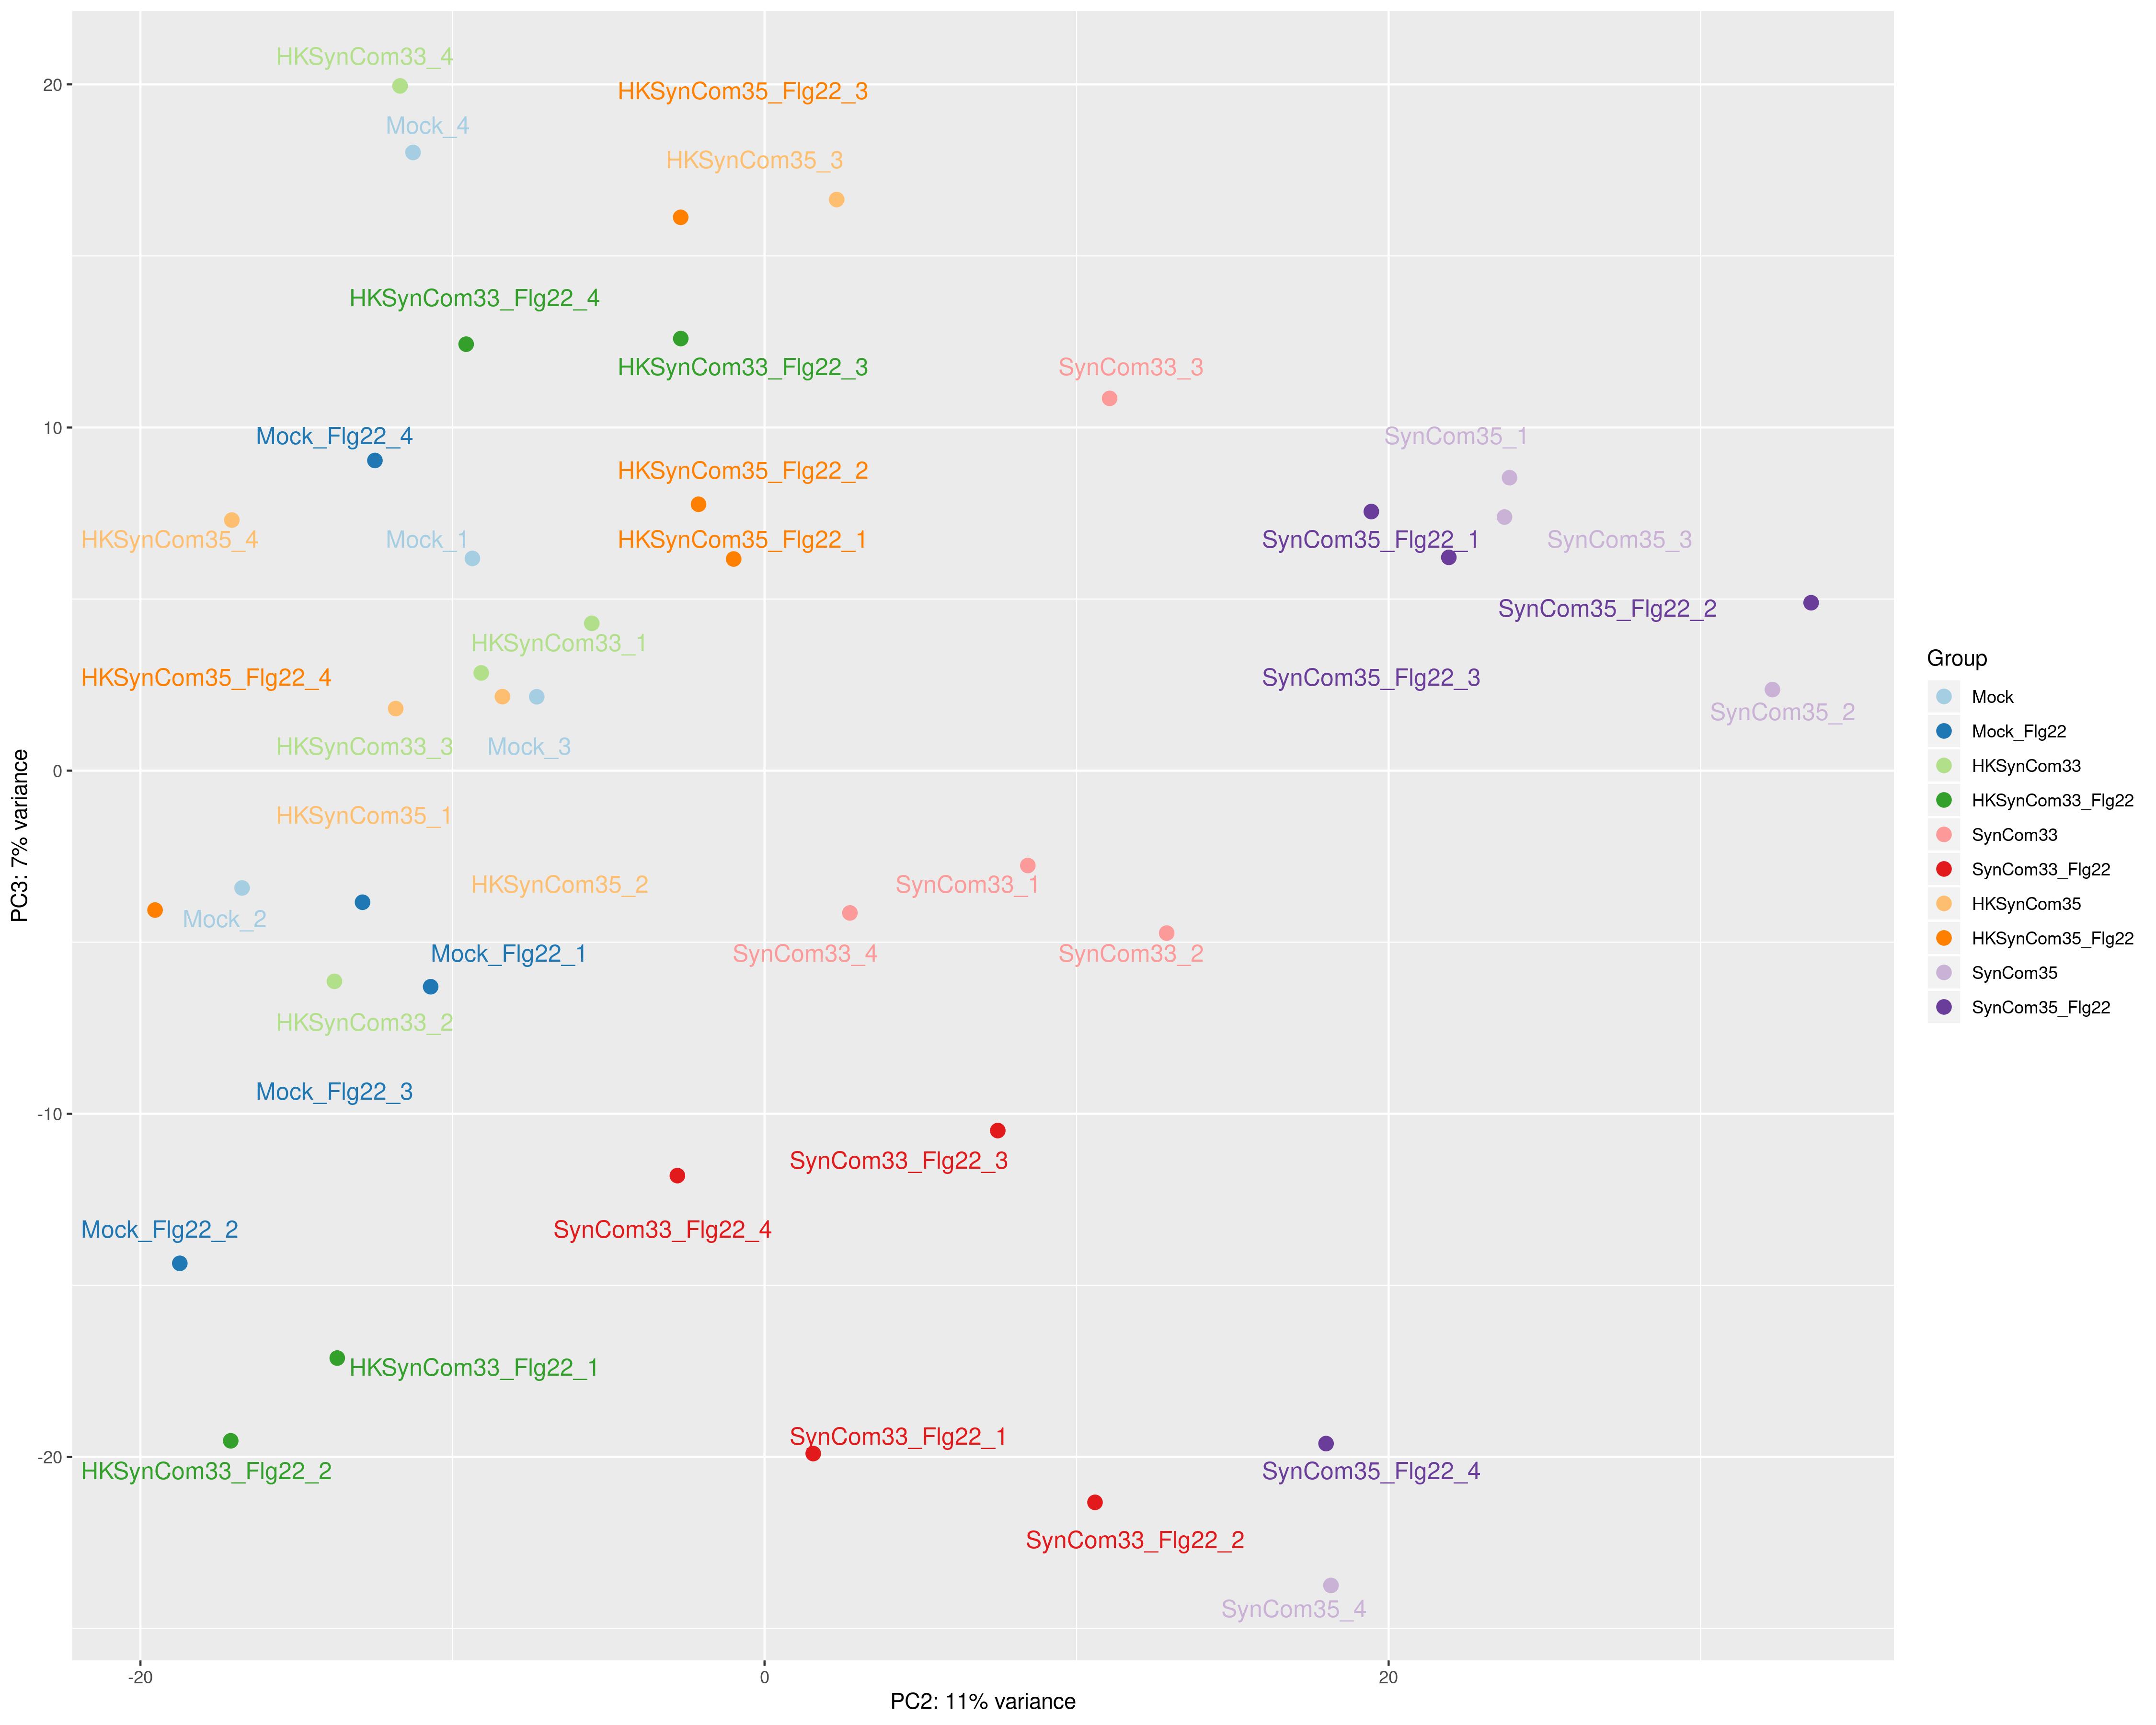 HKSynCom33_4
20
HKSynCom35_Flg22_3
Mock_4
HKSynCom35_3
HKSynCom33_Flg22_4
HKSynCom33_Flg22_3
SynCom33_3
10
Mock_Flg22_4
SynCom35_1
HKSynCom35_Flg22_2
HKSynCom35_4
Mock_1
HKSynCom35_Flg22_1
SynCom35_Flg22_1
SynCom35_3
SynCom35_Flg22_2
HKSynCom33_1
HKSynCom35_Flg22_4
SynCom35_Flg22_3
SynCom35_2
HKSynCom33_3
Mock_3
0
HKSynCom35_1
HKSynCom35_2
SynCom33_1
Mock_2
Mock_Flg22_1
SynCom33_4
SynCom33_2
HKSynCom33_2
Mock_Flg22_3
-10
SynCom33_Flg22_3
Mock_Flg22_2
SynCom33_Flg22_4
HKSynCom33_Flg22_1
SynCom33_Flg22_1
-20
HKSynCom33_Flg22_2
SynCom35_Flg22_4
SynCom33_Flg22_2
SynCom35_4
-20
0
20
PC2: 11% variance
PC3: 7% variance
Group
Mock
Mock_Flg22
HKSynCom33
HKSynCom33_Flg22
SynCom33
SynCom33_Flg22
HKSynCom35
HKSynCom35_Flg22
SynCom35
SynCom35_Flg22